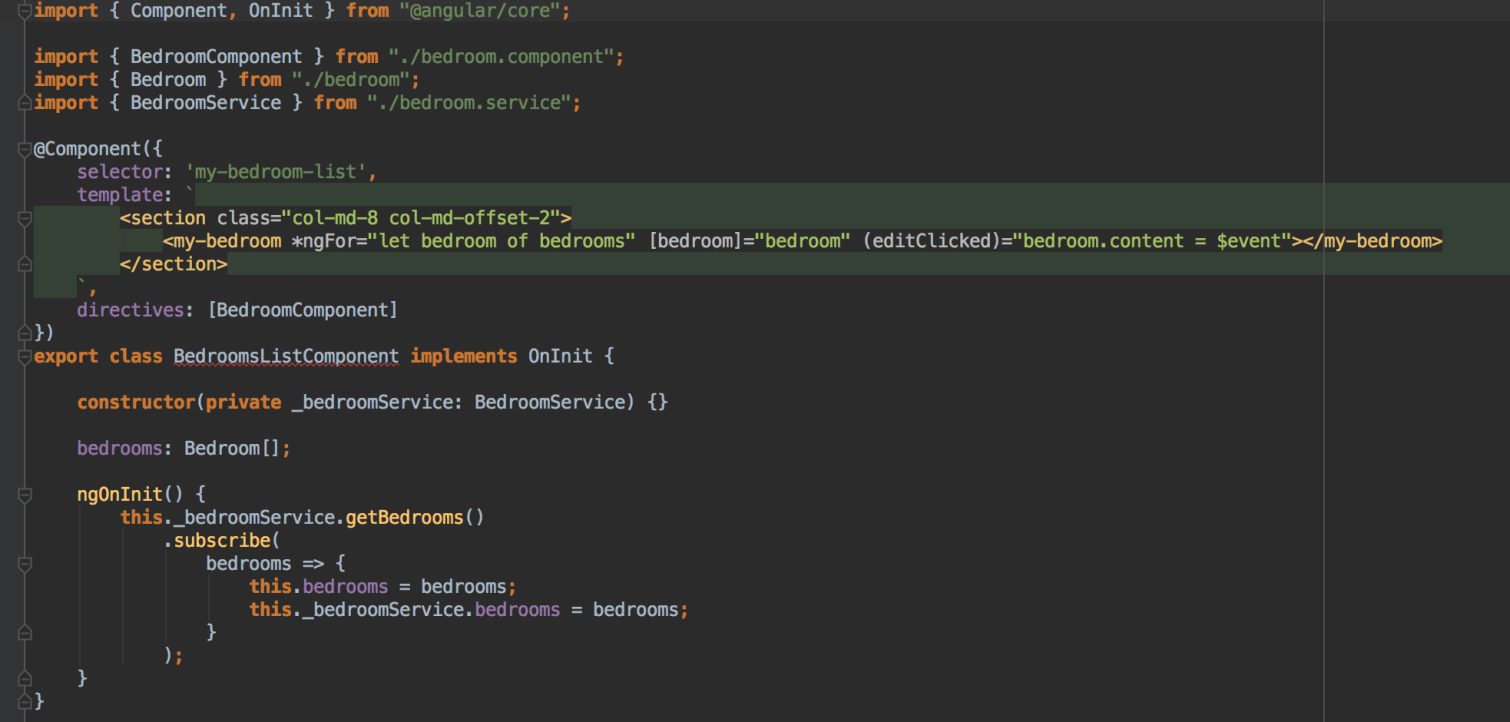 import { Component, OnInit } from "@angular/core";
import { BedroomComponent } from "./bedroom.component";
import { Bedroom } from "./bedroom";
import { BedroomService } from "./bedroom.service";
@Component({
    selector: 'my-bedroom-list',
    template: `
        <section class="col-md-8 col-md-offset-2">
            <my-bedroom *ngFor="let bedroom of bedrooms" [bedroom]="bedroom" (editClicked)="bedroom.content = $event"></my-bedroom>
        </section>
    `,
    directives: [BedroomComponent]
})
export class BedroomsListComponent implements OnInit {
    constructor(private _bedroomService: BedroomService) {}
    bedrooms: Bedroom[];
    ngOnInit() {
        this._bedroomService.getBedrooms()
            .subscribe(
                bedrooms => {
                    this.bedrooms = bedrooms;
                    this._bedroomService.bedrooms = bedrooms;
                }
            );
    }
}